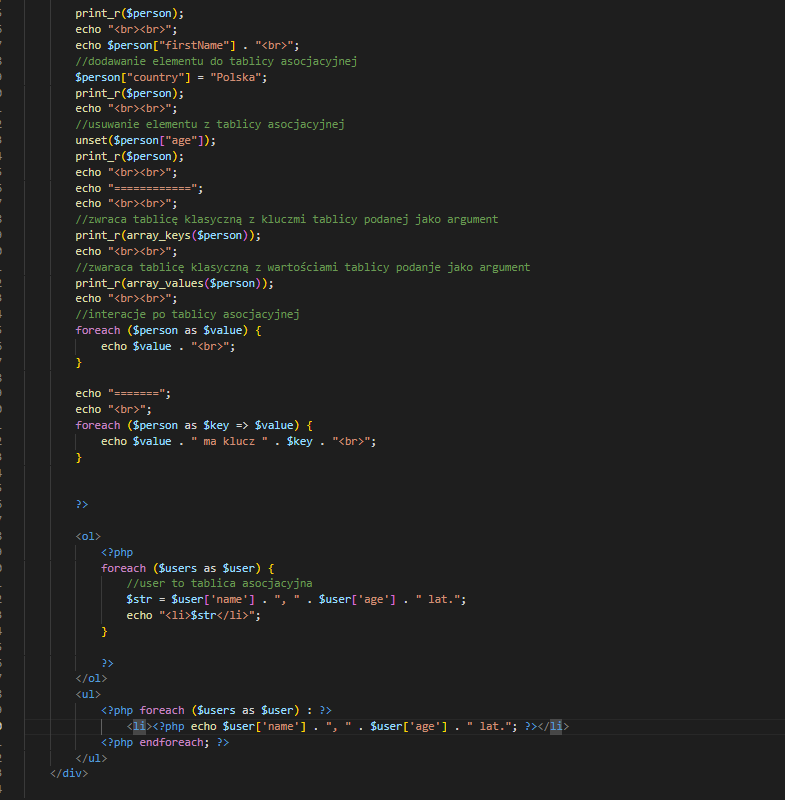 print_r($person);
echo "<br><br>";
echo $person["firstName"] . "<br>";
//dodawanie elementu do tablicy asocjacyjnej
$person["country"] = "Polska";
print_r($person);
echo "<br><br>";
//usuwanie elementu z tablicy asocjacyjnej
unset($person["age"]);
print_r($person);
echo "<br><br>";
echo "============";
echo "<br><br>";
//zwraca tablicę klasyczną z kluczmi tablicy podanej jako argument
print_r(array_keys($person));
echo "<br><br>";
//zwaraca tablicę klasyczną z wartościami tablicy podanje jako argument
print_r(array_values($person));
echo "<br><br>";
//interacje po tablicy asocjacyjnej
foreach ($person as $value) {
echo $value . "<br>";
}
echo "=======";
echo "<br>";
foreach ($person as $key => $value) {
echo $value . " ma klucz " . $key . "<br>";
}
?>
<ol>
<?php
foreach ($users as $user) {
//user to tablica asocjacyjna
$str = $user['name'] . ", " . $user['age'] . " lat.";
echo "<li>$str</li>";
}
?>
</ol>
<ul>
<?php foreach ($users as $user) : ?>
<li><?php echo $user['name'] . ", " . $user['age'] . " lat."; ?></li>
<?php endforeach; ?>
</ul>
</div>